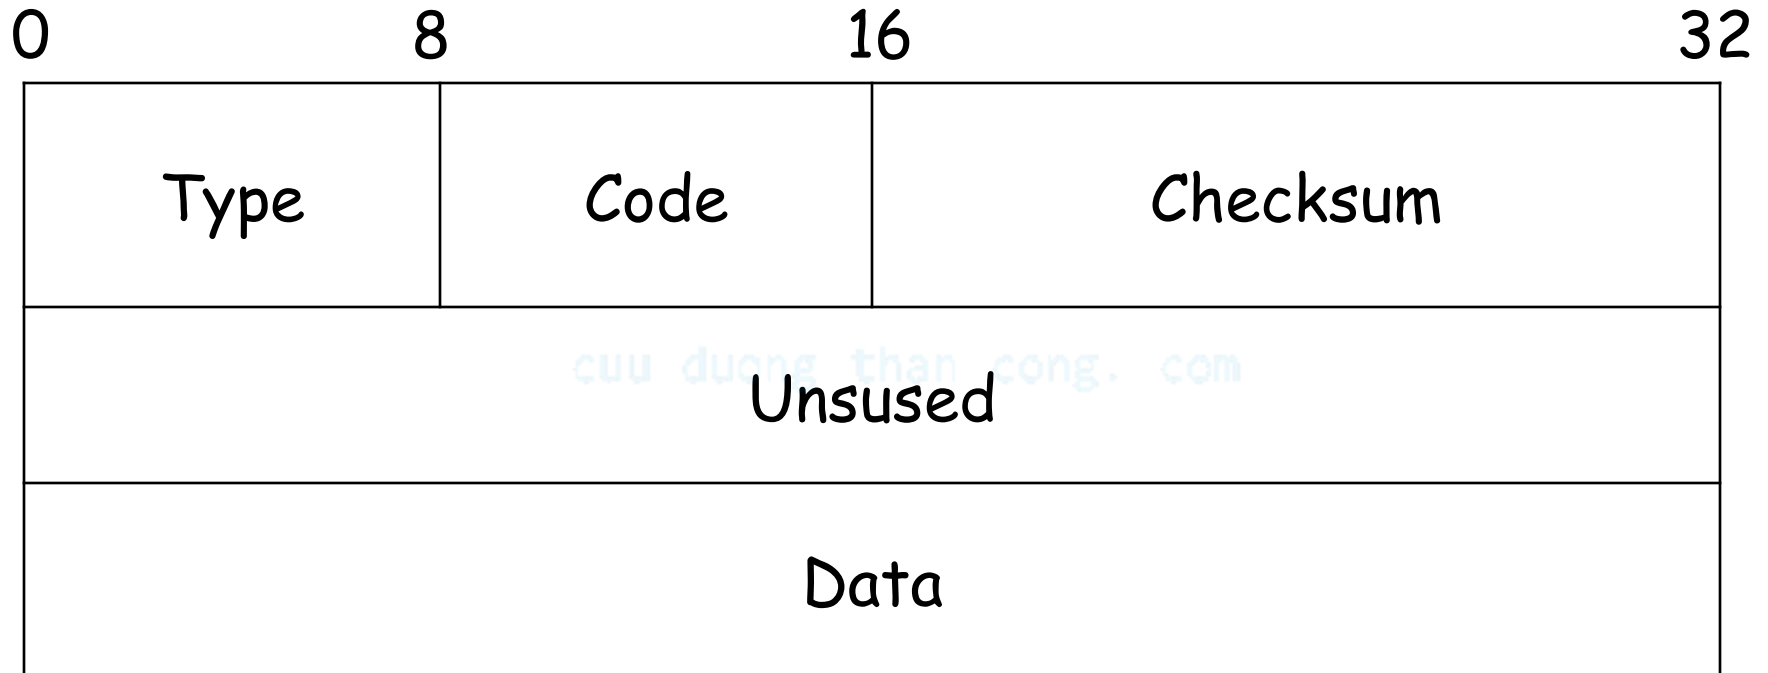 0 8 16 32
Type Code Checksum
cuu duong than cong. com
Unsused
Data